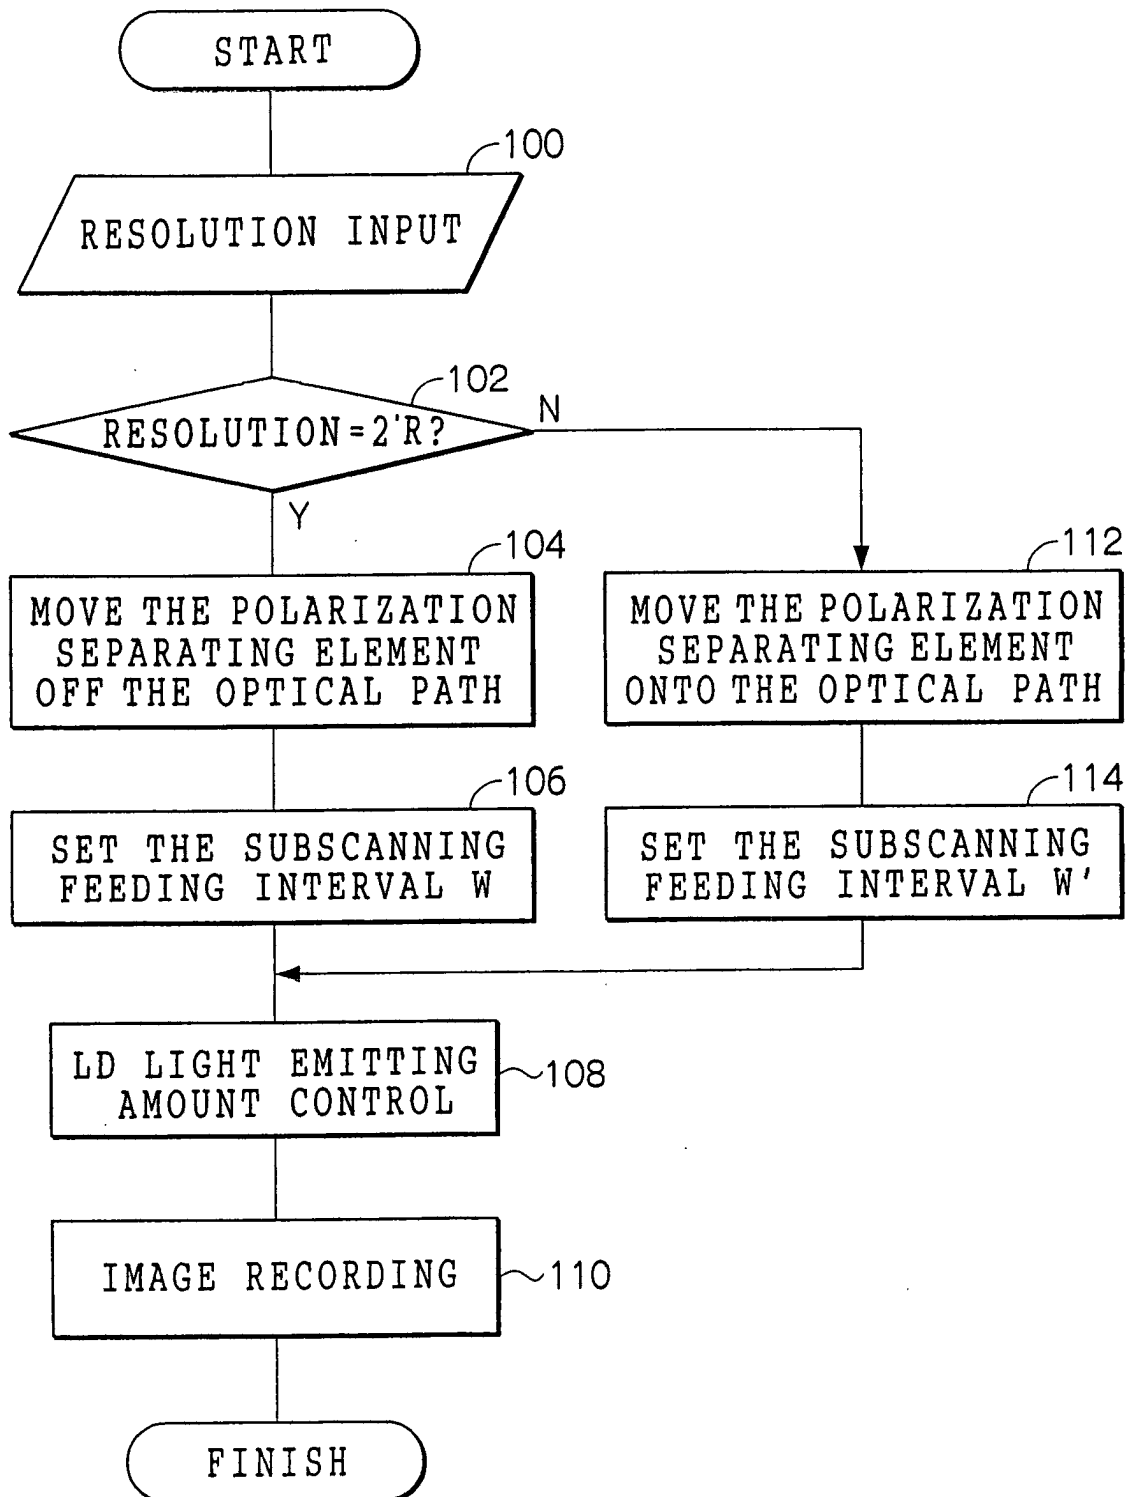 START
100
RESOLUTION INPUT
102
RESOLUTION=2'R?
N
Y
104
MOVE THE POLARIZATION
SEPARATING ELEMENT
OFF THE OPTICAL PATH
112
MOVE THE POLARIZATION
SEPARATING ELEMENT
ONTO THE OPTICAL PATH
106
SET THE SUBSCANNING
FEEDING INTERVAL W
114
SET THE SUBSCANNING
FEEDING INTERVAL W'
LD LIGHT EMITTING
AMOUNT CONTROL
108
IMAGE RECORDING
110
FINISH